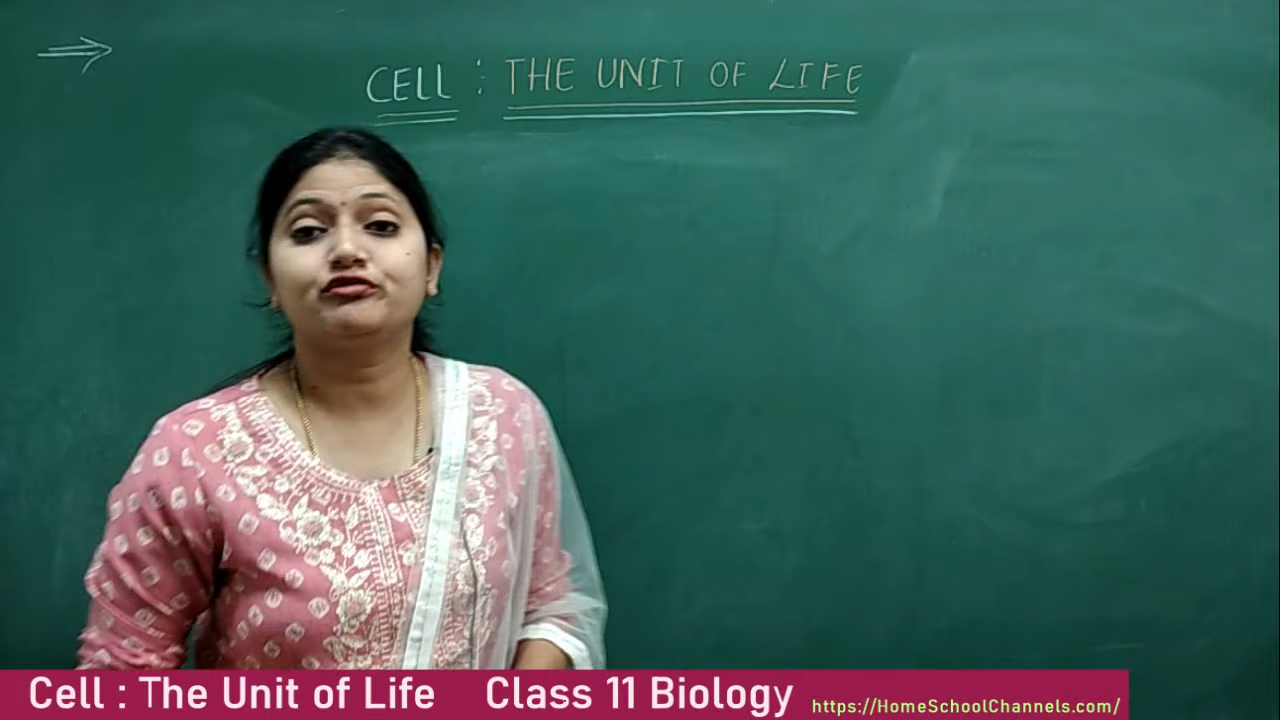 CELL : THE UNIT OF LIFE
Cell : The Unit of Life Class 11 Biology https://HomeSchoolChannels.com/